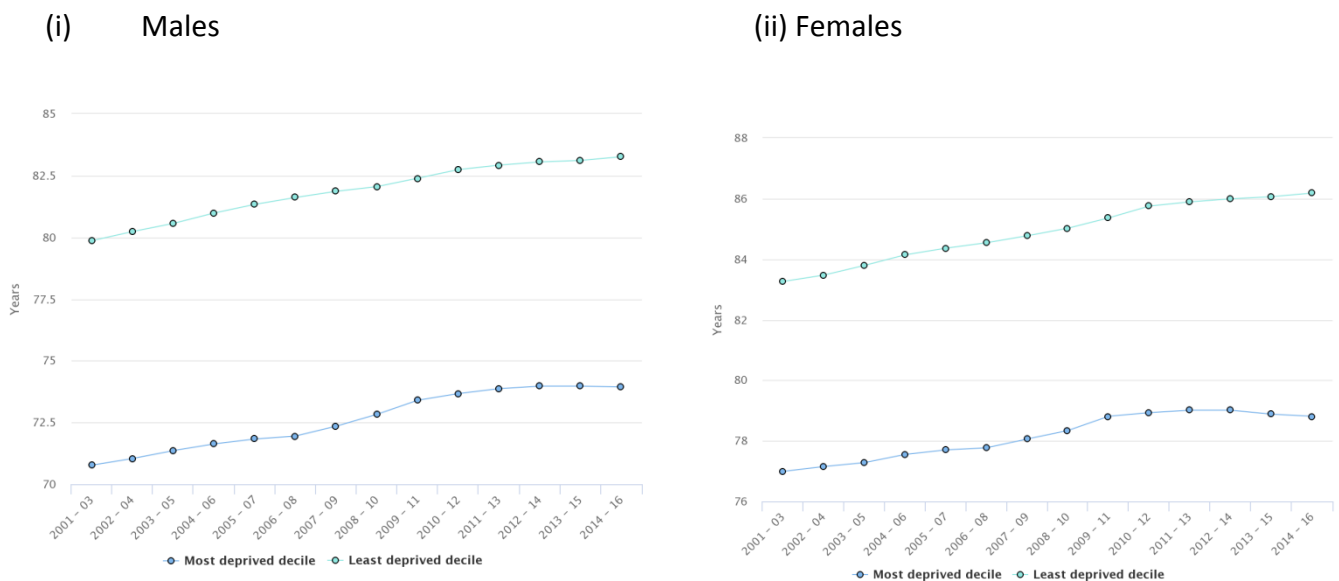 (i) Males
85
82.5
80
77.5
75
72.5
70
Years
2001 – 03
2002 – 04
2003 – 05
2004 – 06
2005 – 07
2006 – 08
2007 – 09
2008 – 10
2009 – 11
2010 – 12
2011 – 13
2012 – 14
2013 – 15
2014 – 16
Most deprived decile Least deprived decile
(ii) Females
88
86
84
82
80
78
76
Years
2001 – 03
2002 – 04
2003 – 05
2004 – 06
2005 – 07
2006 – 08
2007 – 09
2008 – 10
2009 – 11
2010 – 12
2011 – 13
2012 – 14
2013 – 15
2014 – 16
Most deprived decile Least deprived decile